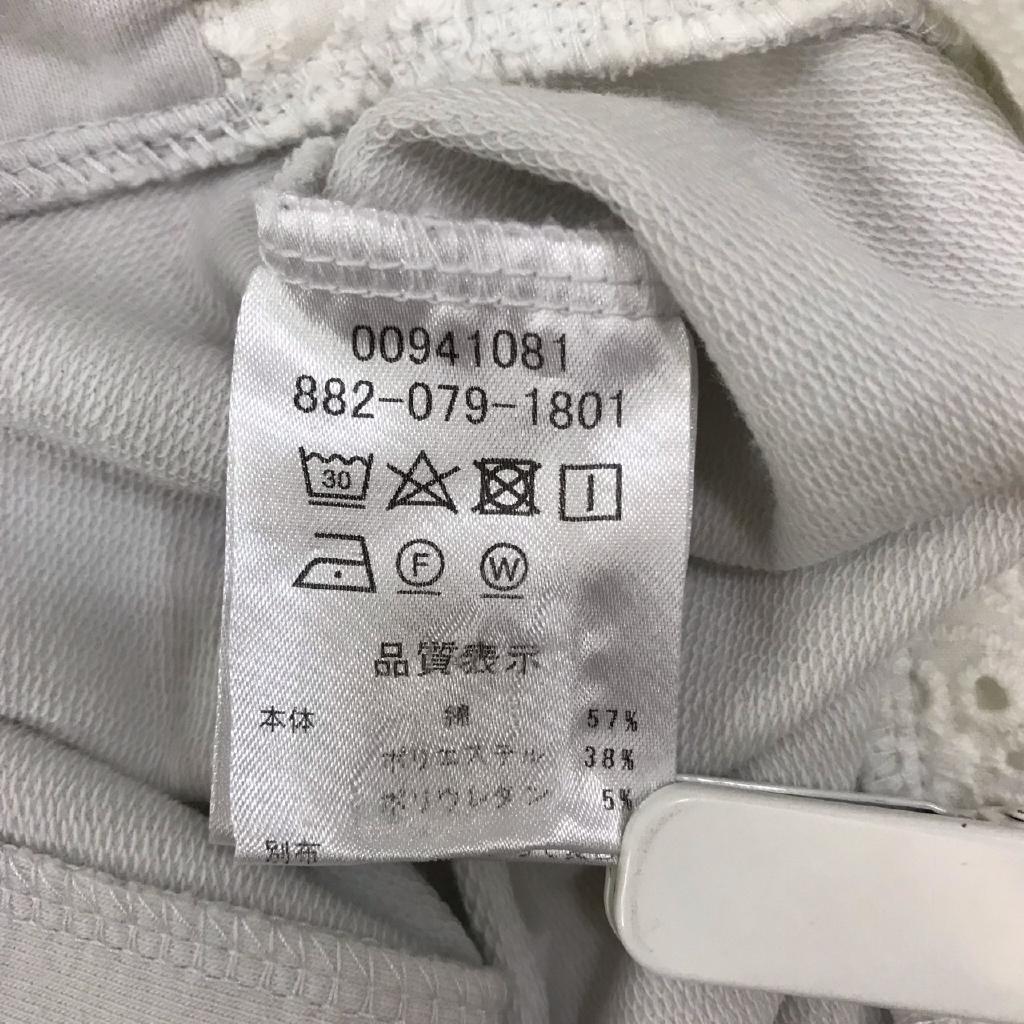 00941081
882-079-1801
30
F W
品質表示
本体 綿 57%
ポリエステル 38%
ポリウレタン 5%
別布